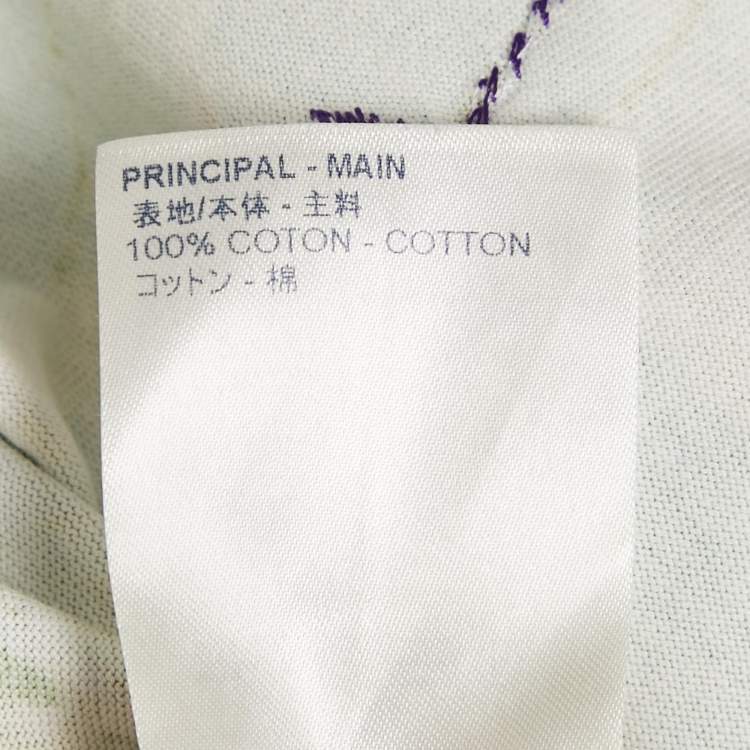 PRINCIPAL - MAIN
表地/本体 - 主料
100% COTON - COTTON
コットン - 棉